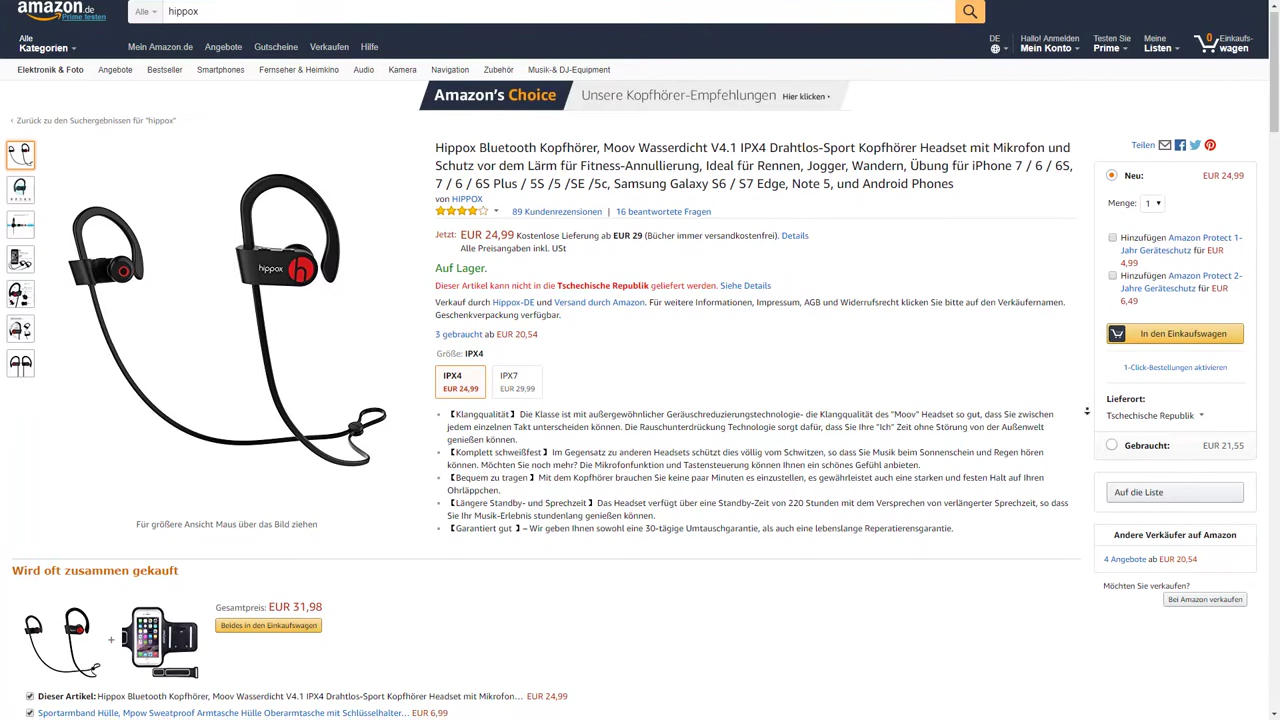 amazon.de
Prime testen
Alle
hippox
Alle
Kategorien
Mein Amazon.de Angebote Gutscheine Verkaufen Hilfe
DE
Hallo! Anmelden
Mein Konto
Testen Sie
Prime
Meine
Listen
0
Einkaufs-
wagen
Elektronik & Foto Angebote Bestseller Smartphones Fernseher & Heimkino Audio Kamera Navigation Zubehör Musik-& DJ-Equipment
Amazon's Choice Unsere Kopfhörer-Empfehlungen Hier klicken ›
‹ Zurück zu den Suchergebnissen für "hippox"
hippox
Für größere Ansicht Maus über das Bild ziehen
Hippox Bluetooth Kopfhörer, Moov Wasserdicht V4.1 IPX4 Drahtlos-Sport Kopfhörer Headset mit Mikrofon und
Schutz vor dem Lärm für Fitness-Annullierung, Ideal für Rennen, Jogger, Wandern, Übung für iPhone 7 / 6 / 6S,
7 / 6 / 6S Plus / 5S /5 /SE /5c, Samsung Galaxy S6 / S7 Edge, Note 5, und Android Phones
von HIPPOX
89 Kundenrezensionen | 16 beantwortete Fragen
Jetzt: EUR 24,99 Kostenlose Lieferung ab EUR 29 (Bücher immer versandkostenfrei). Details
Alle Preisangaben inkl. USt
Auf Lager.
Dieser Artikel kann nicht in die Tschechische Republik geliefert werden. Siehe Details
Verkauf durch Hippox-DE und Versand durch Amazon. Für weitere Informationen, Impressum, AGB und Widerrufsrecht klicken Sie bitte auf den Verkäufernamen.
Geschenkverpackung verfügbar.
3 gebraucht ab EUR 20,54
Größe: IPX4
IPX4
EUR 24,99
IPX7
EUR 29,99
【Klangqualität 】 Die Klasse ist mit außergewöhnlicher Geräuschreduzierungstechnologie- die Klangqualität des "Moov" Headset so gut, dass Sie zwischen
jedem einzelnen Takt unterscheiden können. Die Rauschunterdrückung Technologie sorgt dafür, dass Sie Ihre "Ich" Zeit ohne Störung von der Außenwelt
genießen können.
【Komplett schweißfest】 Im Gegensatz zu anderen Headsets schützt dies völlig vom Schwitzen, so dass Sie Musik beim Sonnenschein und Regen hören
können. Möchten Sie noch mehr? Die Mikrofonfunktion und Tastensteuerung können Ihnen ein schönes Gefühl anbieten.
【Bequem zu tragen 】 Mit dem Kopfhörer brauchen Sie keine paar Minuten es einzustellen, es gewährleistet auch eine starken und festen Halt auf Ihren
Ohrläppchen.
【Längere Standby- und Sprechzeit 】 Das Headset verfügt über eine Standby-Zeit von 220 Stunden mit dem Versprechen von verlängerter Sprechzeit, so dass
Sie Ihr Musik-Erlebnis stundenlang genießen können.
【Garantiert gut 】 – Wir geben Ihnen sowohl eine 30-tägige Umtauschgarantie, als auch eine lebenslange Reperatierensgarantie.
Teilen
Neu: EUR 24,99
Menge: 1
Hinzufügen Amazon Protect 1-
Jahr Geräteschutz für EUR
4,99
Hinzufügen Amazon Protect 2-
Jahre Geräteschutz für EUR
6,49
In den Einkaufswagen
1-Click-Bestellungen aktivieren
Lieferort:
Tschechische Republik
Gebraucht: EUR 21,55
Auf die Liste
Andere Verkäufer auf Amazon
4 Angebote ab EUR 20,54
Möchten Sie verkaufen?
Bei Amazon verkaufen
Wird oft zusammen gekauft
+
Gesamtpreis: EUR 31,98
Beides in den Einkaufswagen
Dieser Artikel: Hippox Bluetooth Kopfhörer, Moov Wasserdicht V4.1 IPX4 Drahtlos-Sport Kopfhörer Headset mit Mikrofon… EUR 24,99
Sportarmband Hülle, Mpow Sweatproof Armtasche Hülle Oberarmtasche mit Schlüsselhalter… EUR 6,99